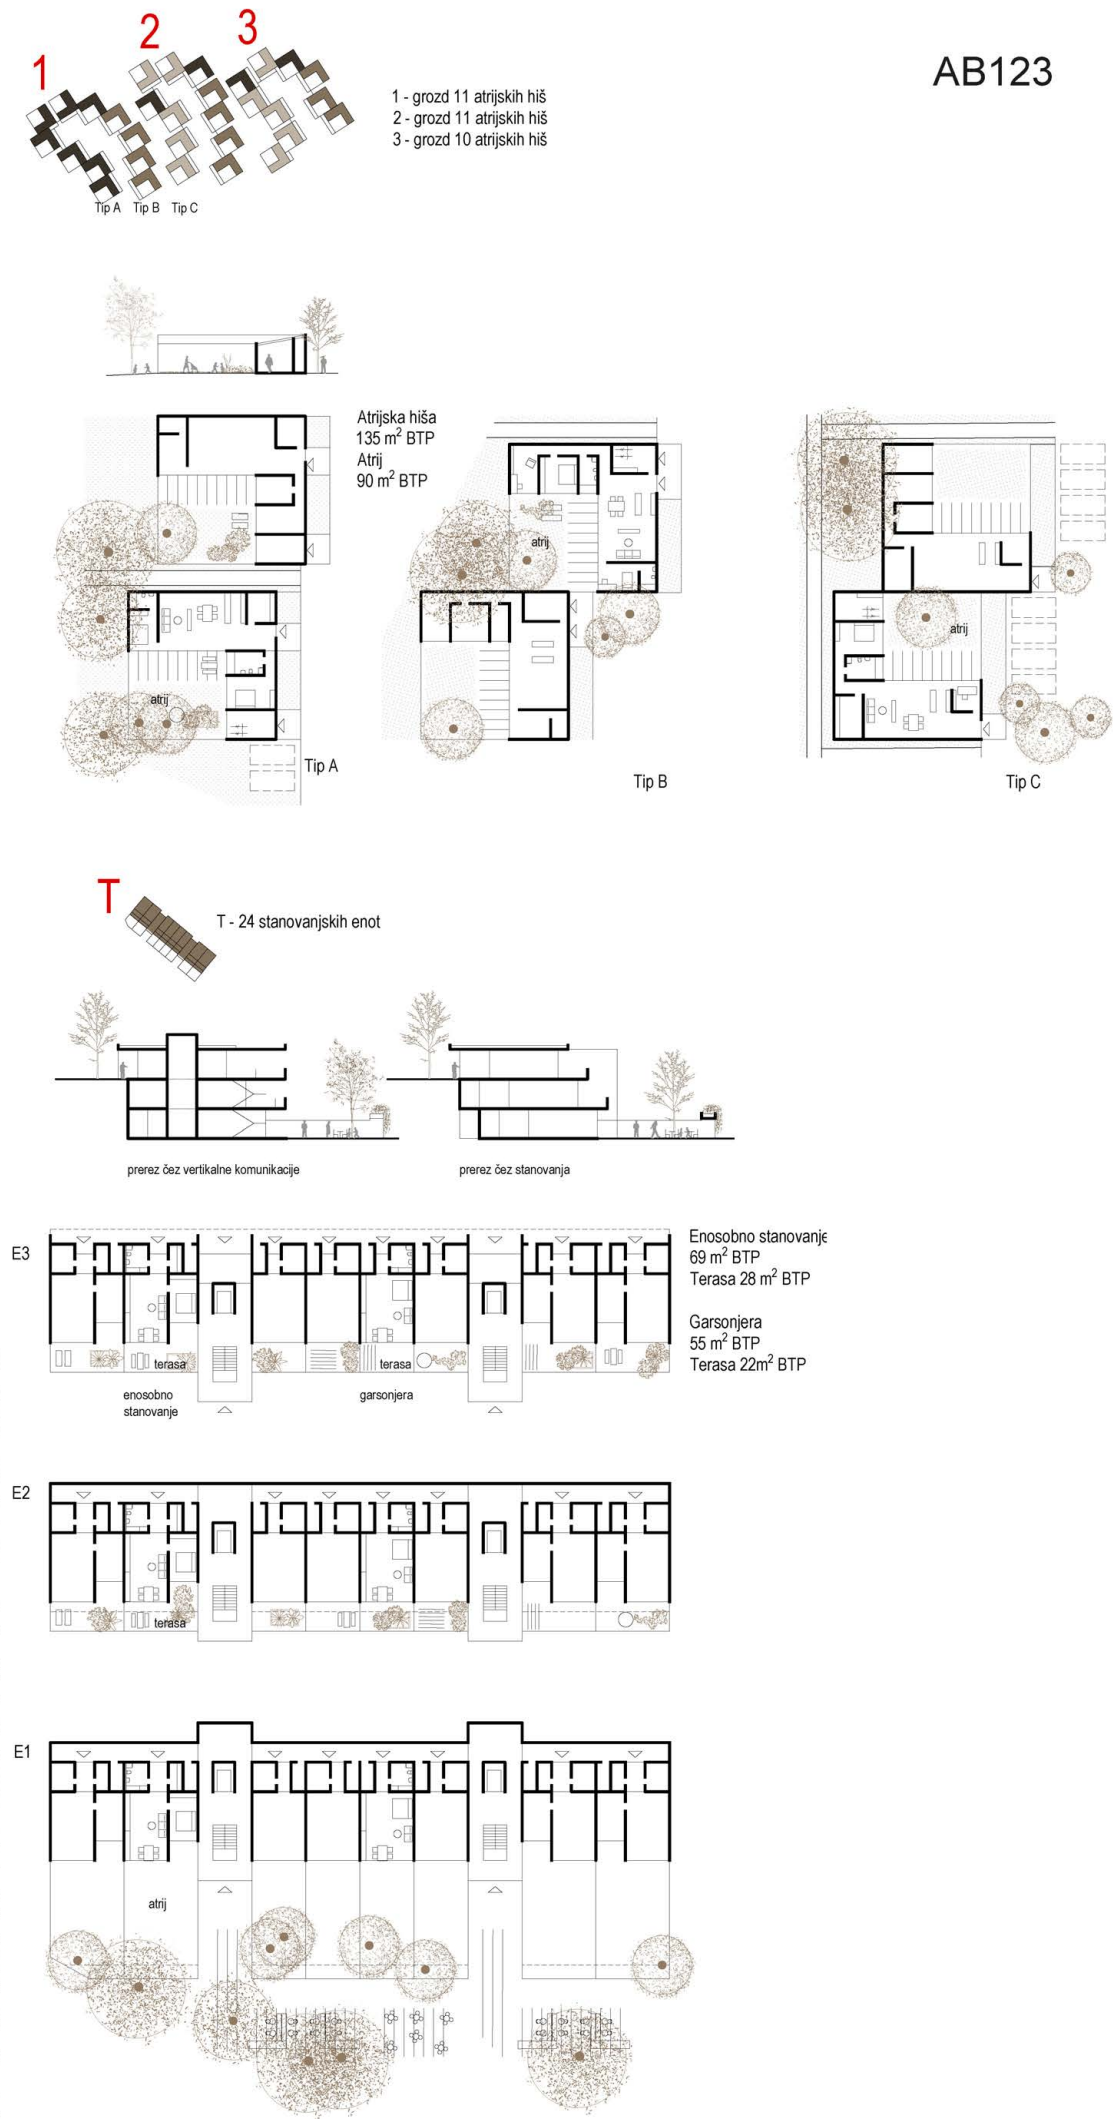 1
2
3
AB123
1 - grozd 11 atrijskih hiš
2 - grozd 11 atrijskih hiš
3 - grozd 10 atrijskih hiš
Tip A
Tip B
Tip C
Atrijska hiša
135 m² BTP
Atrij
90 m² BTP
atrij
atrij
atrij
Tip A
Tip B
Tip C
T
T - 24 stanovanjskih enot
prerez čez vertikalne komunikacije
prerez čez stanovanja
E3
Enosobno stanovanje
69 m² BTP
Terasa 28 m² BTP
Garsonjera
55 m² BTP
Terasa 22m² BTP
terasa
terasa
enosobno
stanovanje
garsonjera
E2
terasa
E1
atrij